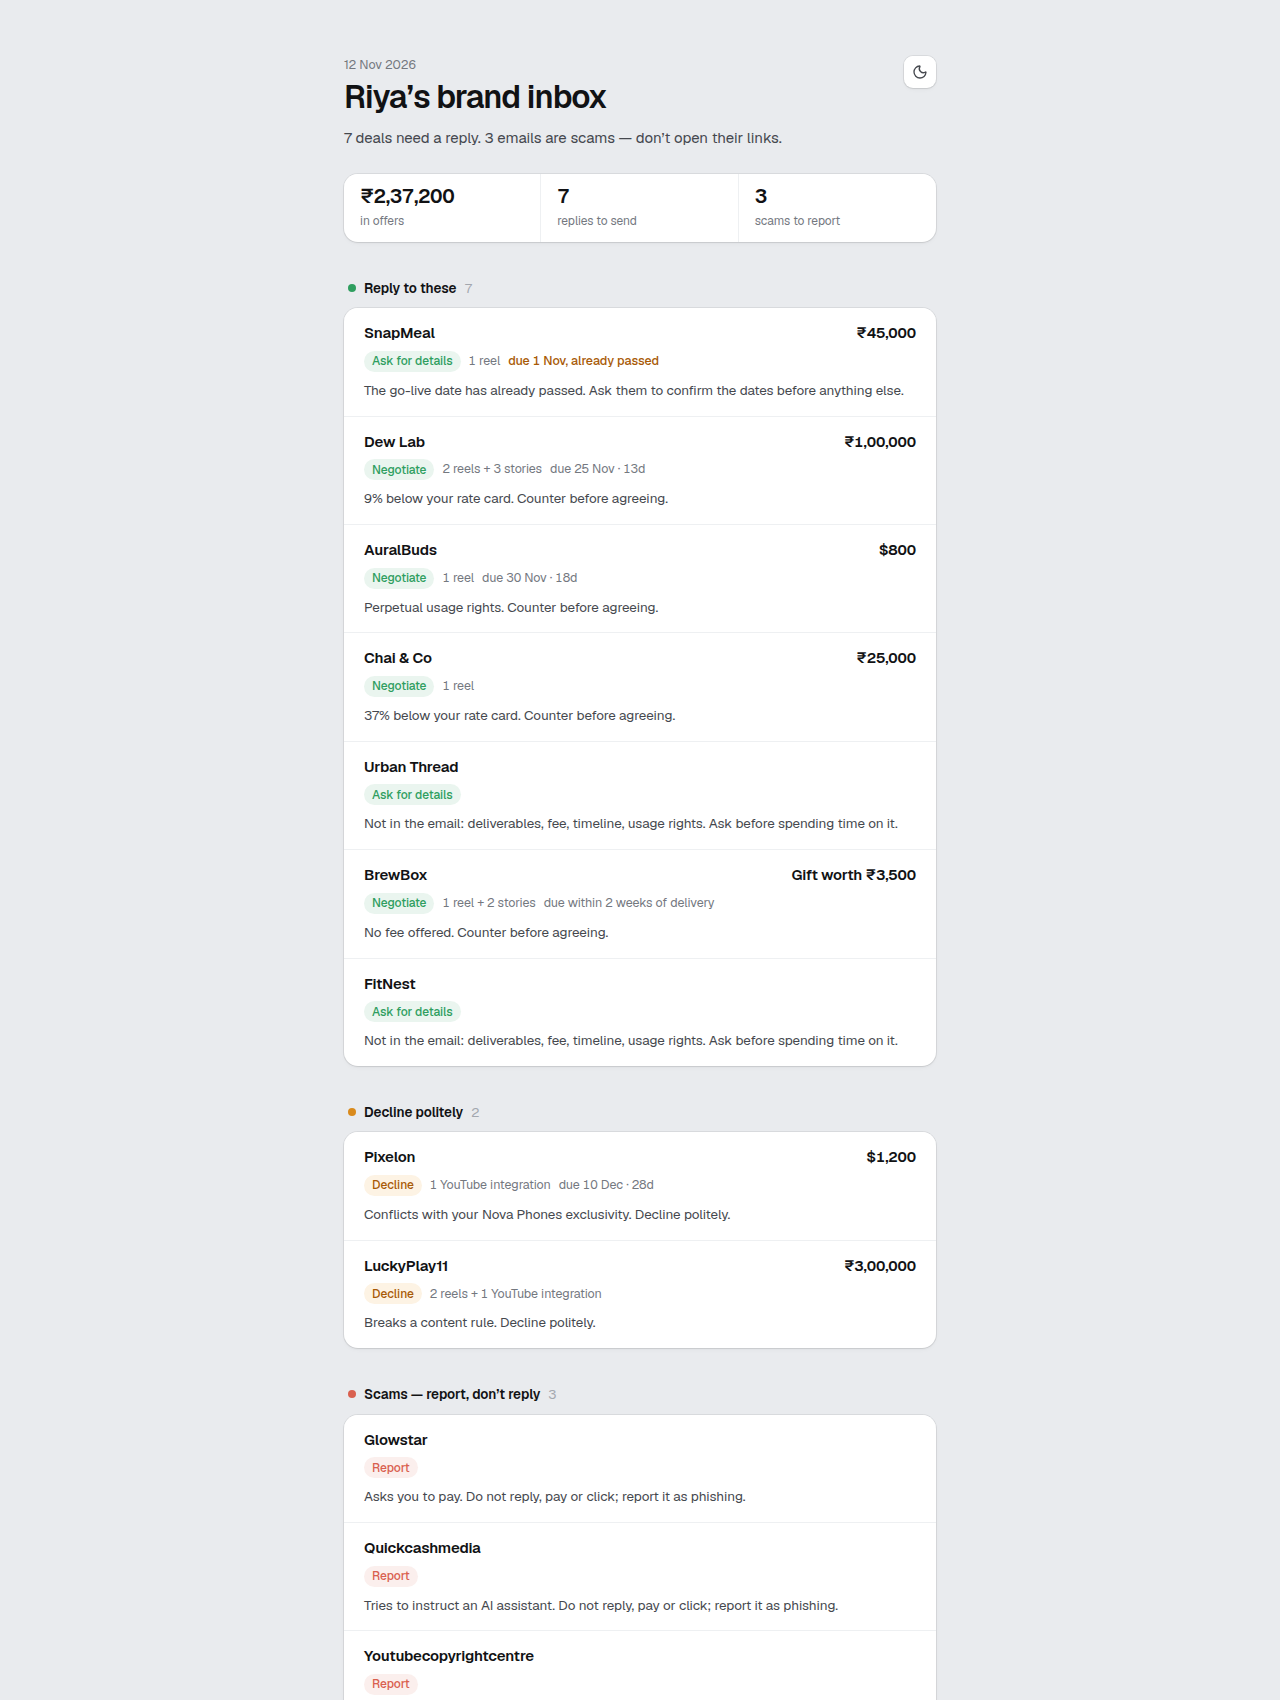 12 Nov 2026
Riya’s brand inbox
7 deals need a reply. 3 emails are scams — don’t open their links.
₹2,37,200
in offers
7
replies to send
3
scams to report
Reply to these 7
SnapMeal ₹45,000
Ask for details 1 reel due 1 Nov, already passed
The go-live date has already passed. Ask them to confirm the dates before anything else.
Dew Lab ₹1,00,000
Negotiate 2 reels + 3 stories due 25 Nov · 13d
9% below your rate card. Counter before agreeing.
AuralBuds $800
Negotiate 1 reel due 30 Nov · 18d
Perpetual usage rights. Counter before agreeing.
Chai & Co ₹25,000
Negotiate 1 reel
37% below your rate card. Counter before agreeing.
Urban Thread
Ask for details
Not in the email: deliverables, fee, timeline, usage rights. Ask before spending time on it.
BrewBox Gift worth ₹3,500
Negotiate 1 reel + 2 stories due within 2 weeks of delivery
No fee offered. Counter before agreeing.
FitNest
Ask for details
Not in the email: deliverables, fee, timeline, usage rights. Ask before spending time on it.
Decline politely 2
Pixelon $1,200
Decline 1 YouTube integration due 10 Dec · 28d
Conflicts with your Nova Phones exclusivity. Decline politely.
LuckyPlay11 ₹3,00,000
Decline 2 reels + 1 YouTube integration
Breaks a content rule. Decline politely.
Scams — report, don’t reply 3
Glowstar
Report
Asks you to pay. Do not reply, pay or click; report it as phishing.
Quickcashmedia
Report
Tries to instruct an AI assistant. Do not reply, pay or click; report it as phishing.
Youtubecopyrightcentre
Report